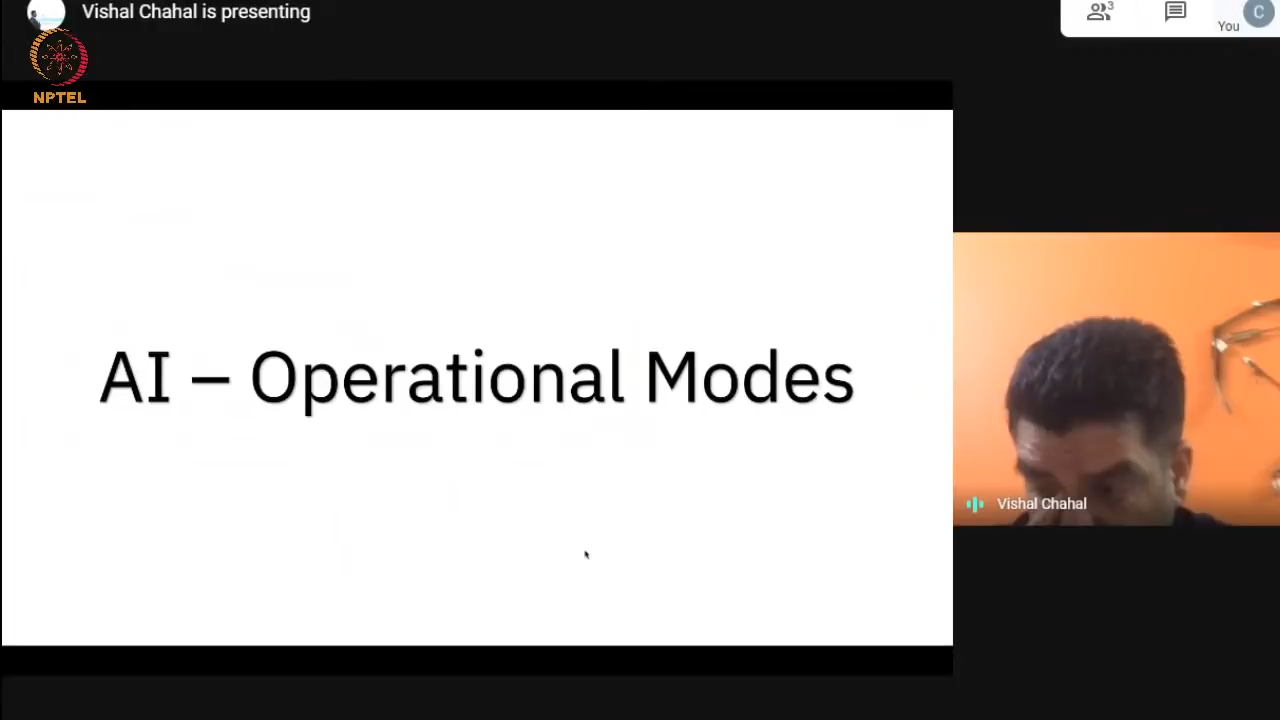 Vishal Chahal is presenting
3
You
C
NPTEL
AI – Operational Modes
Vishal Chahal